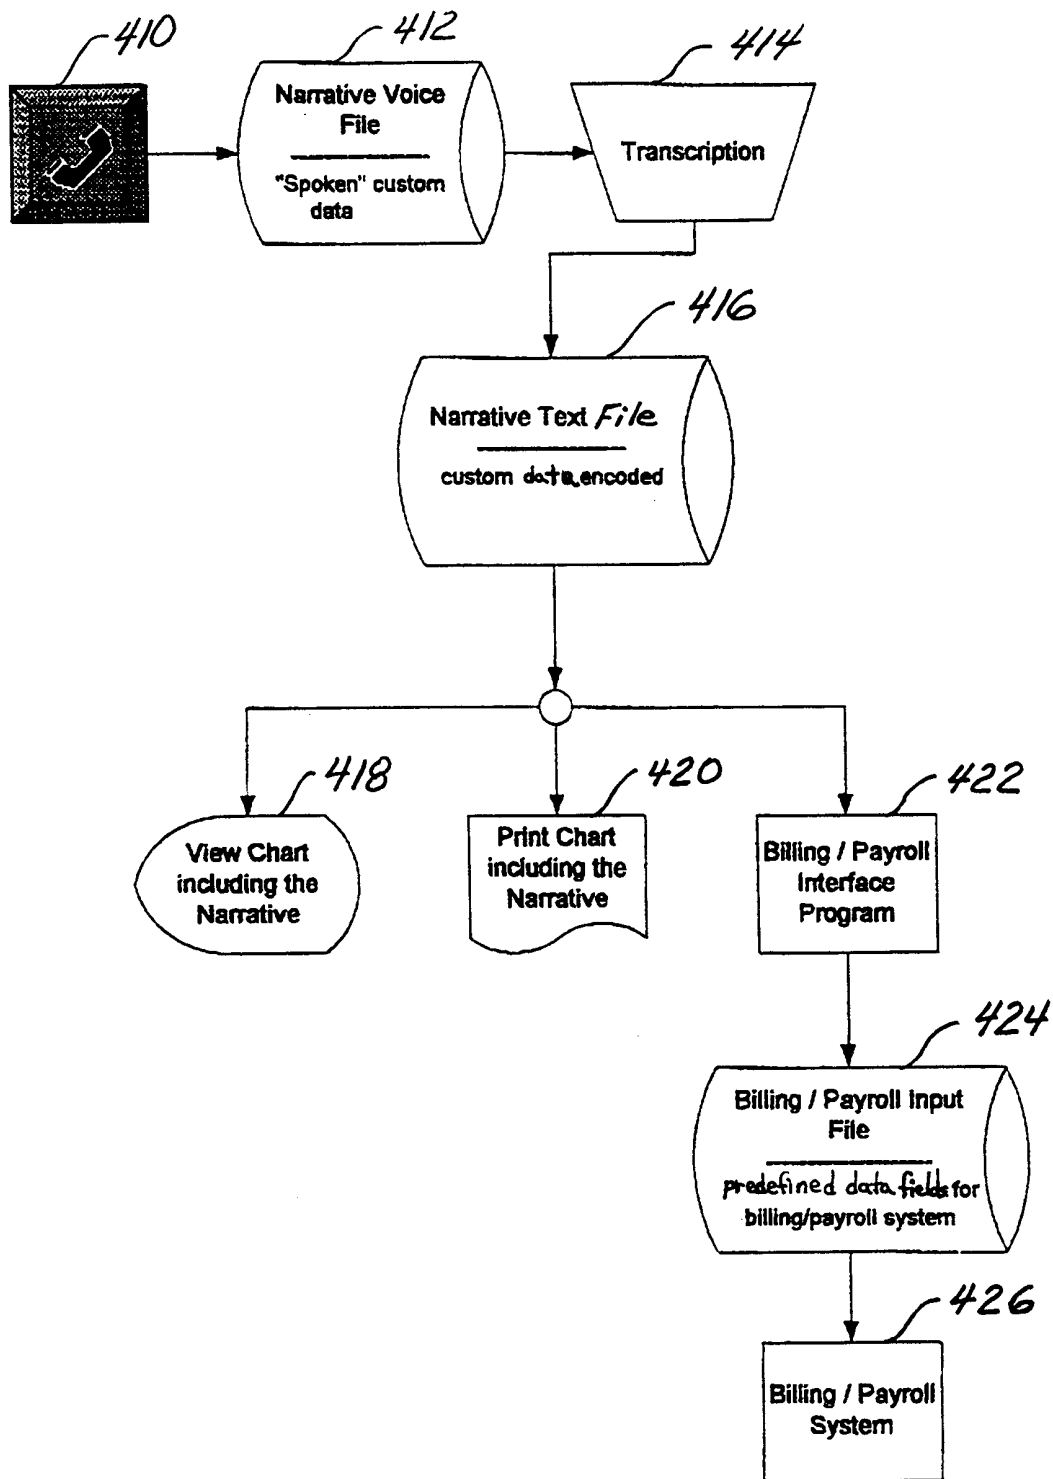 410
412
414
Narrative Voice
File
"Spoken" custom
data
Transcription
416
Narrative Text File
custom data encoded
418
420
422
View Chart
including the
Narrative
Print Chart
including the
Narrative
Billing / Payroll
Interface
Program
424
Billing / Payroll Input
File
predefined data fields for
billing/payroll system
426
Billing / Payroll
System